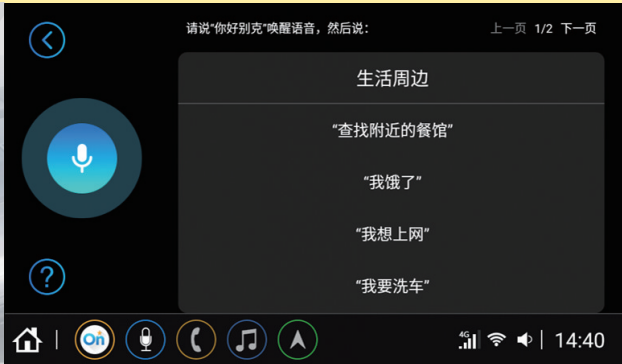 请说“你好别克”唤醒语音，然后说：
上一页 1/2 下一页
生活周边
“查找附近的餐馆”
“我饿了”
“我想上网”
“我要洗车”
?
On
4G
14:40